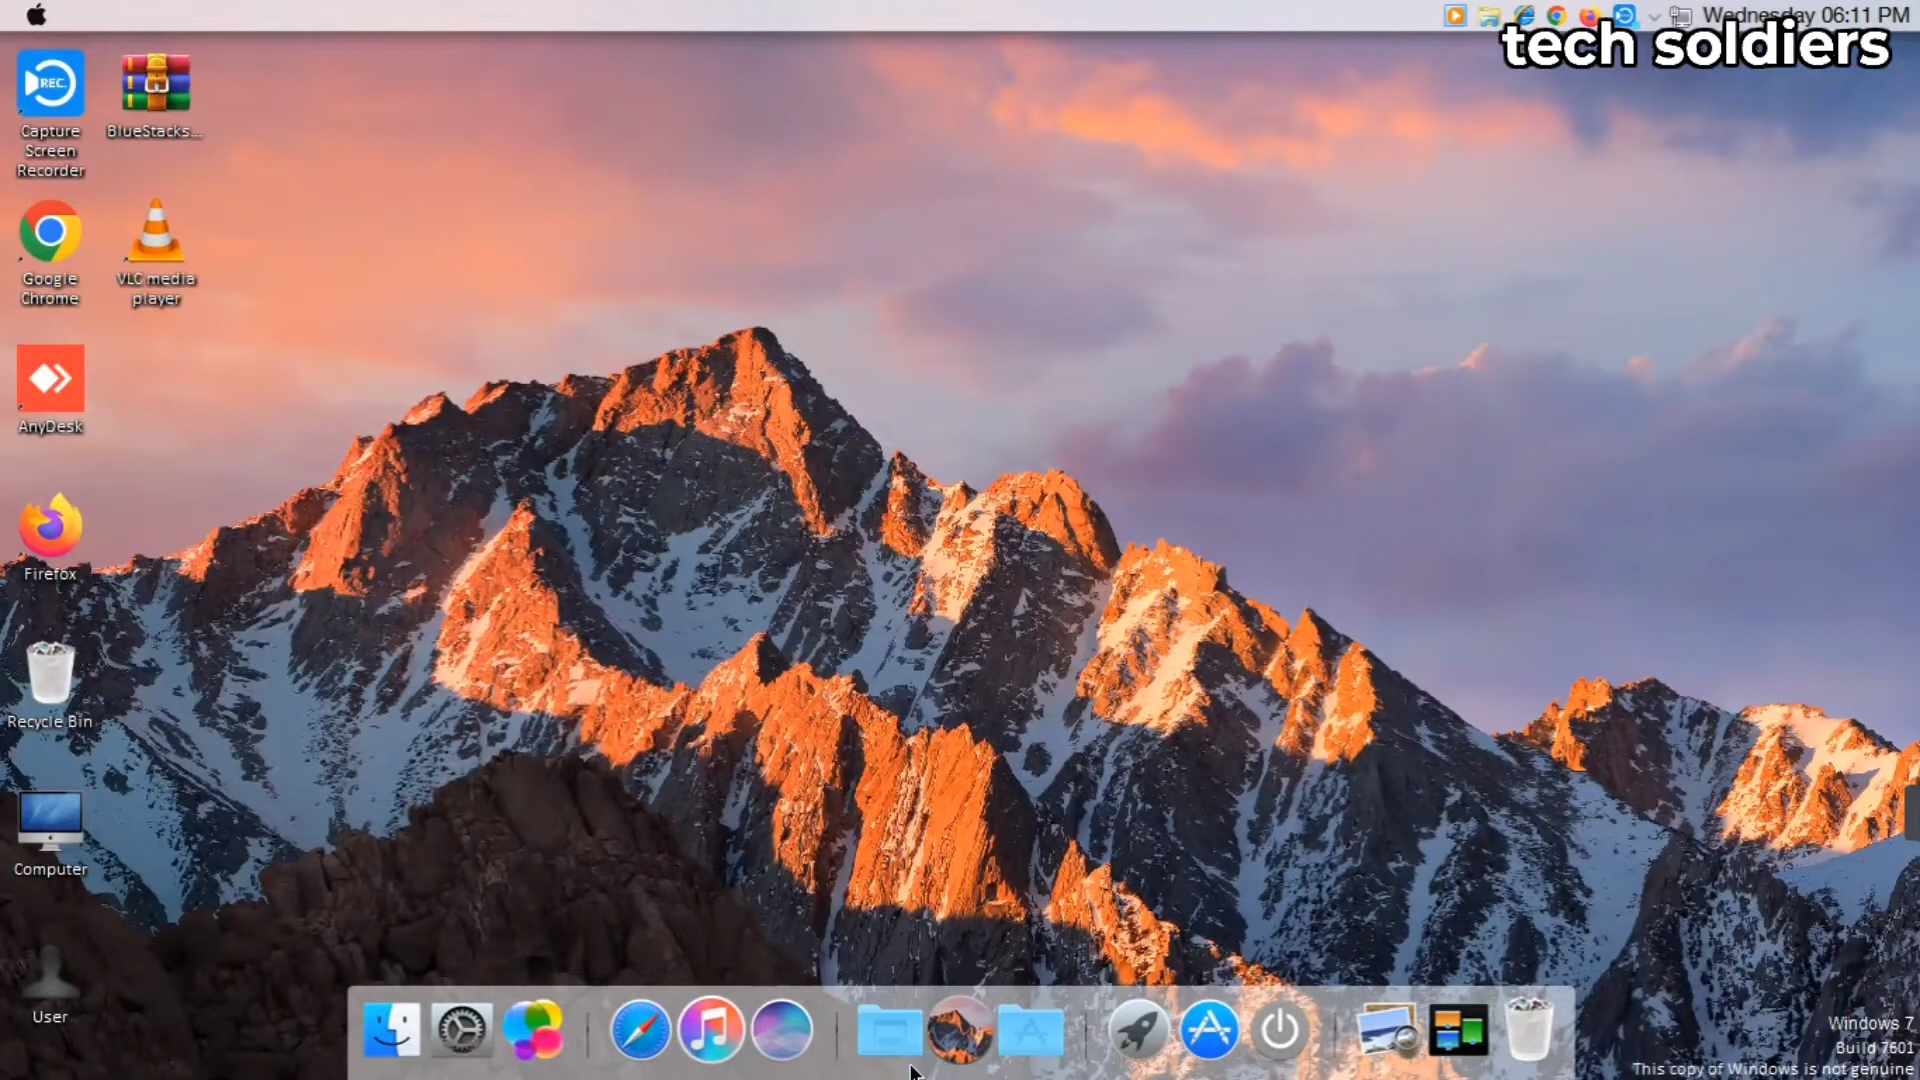 Wednesday 06:11 PM
tech soldiers
REC.
Capture
Screen
Recorder
BlueStacks...
Google
Chrome
VLC media
player
AnyDesk
Firefox
Recycle Bin
Computer
User
Windows 7
Build 7601
This copy of Windows is not genuine